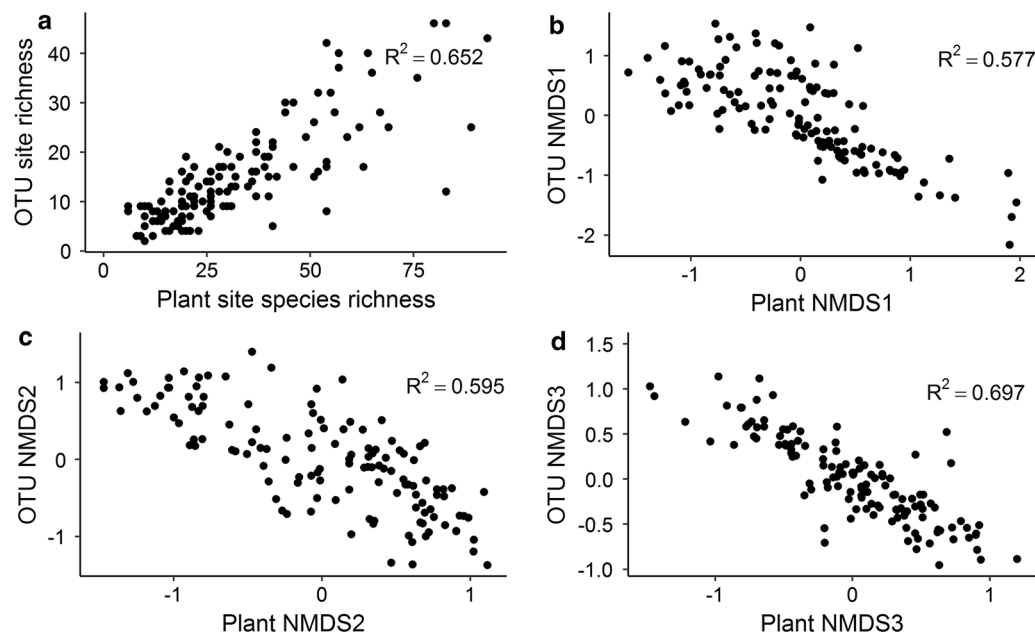 a
OTU site richness
40
30
20
10
0
R² = 0.652
0 25 50 75
Plant site species richness
b
OTU NMDS1
1
0
-1
-2
R² = 0.577
-1 0 1 2
Plant NMDS1
c
OTU NMDS2
1
0
-1
R² = 0.595
-1 0 1
Plant NMDS2
d
OTU NMDS3
1.5
1.0
0.5
0.0
-0.5
-1.0
R² = 0.697
-1 0 1
Plant NMDS3